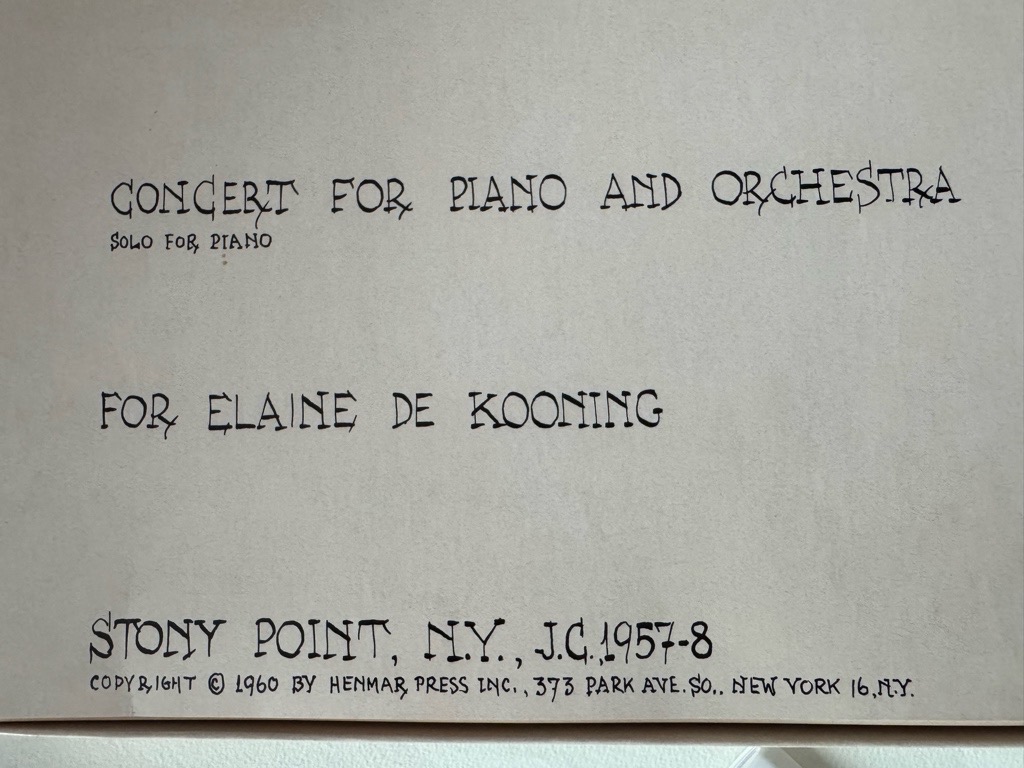 CONCERT FOR PIANO AND ORCHESTRA
SOLO FOR PIANO
FOR ELAINE DE KOONING
STONY POINT, N.Y., J.C. 1957-8
COPYRIGHT © 1960 BY HENMAR PRESS INC., 373 PARK AVE. SO., NEW YORK 16, N.Y.